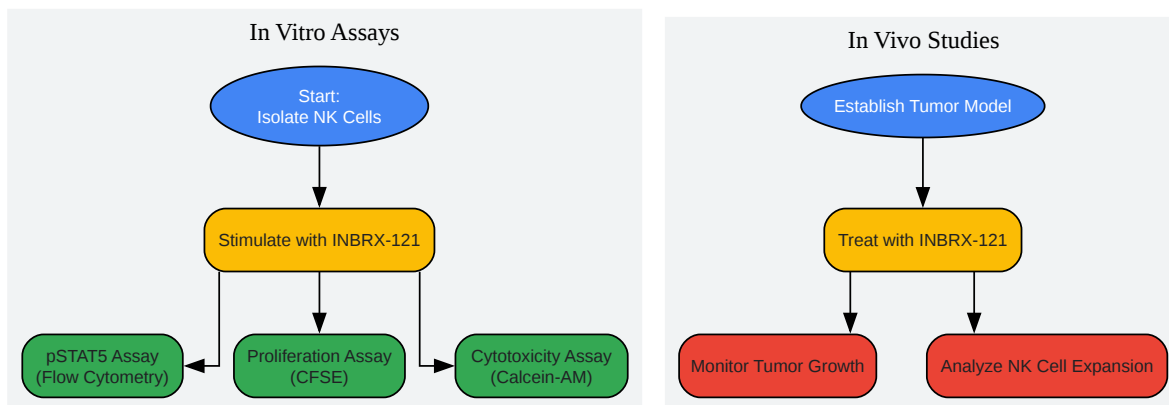 In Vitro Assays
Start:
Isolate NK Cells
Stimulate with INBRX-121
pSTAT5 Assay
(Flow Cytometry)
Proliferation Assay
(CFSE)
Cytotoxicity Assay
(Calcein-AM)
In Vivo Studies
Establish Tumor Model
Treat with INBRX-121
Monitor Tumor Growth
Analyze NK Cell Expansion